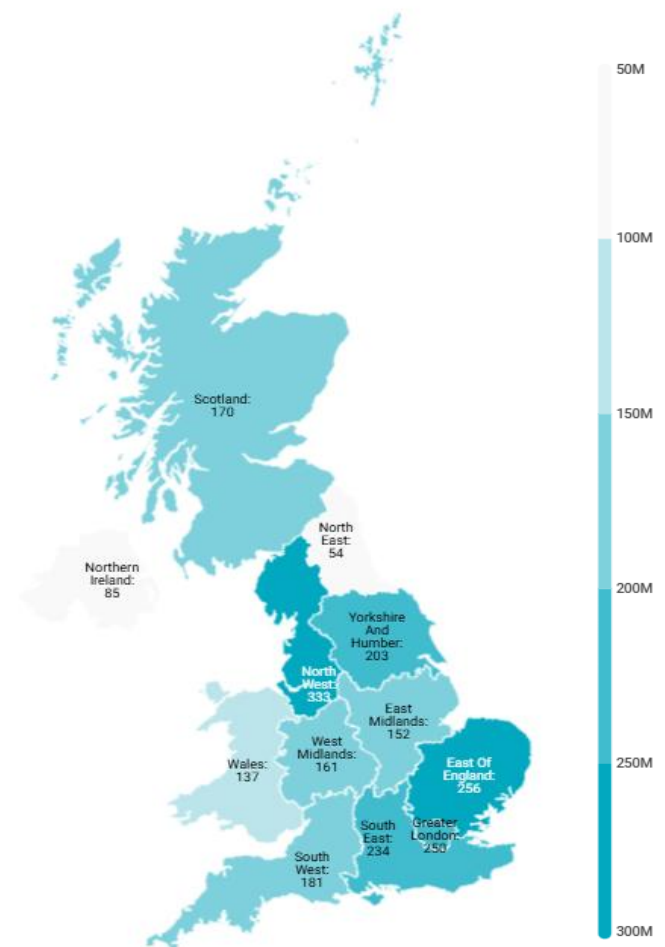 50M
100M
150M
200M
250M
300M
Scotland:
170
North
East:
54
Northern
Ireland:
85
Yorkshire
And
Humber:
203
North
West:
333
East
Midlands:
152
West
Midlands:
161
Wales:
137
East Of
England:
256
Greater
London:
250
South
East:
234
South
West:
181